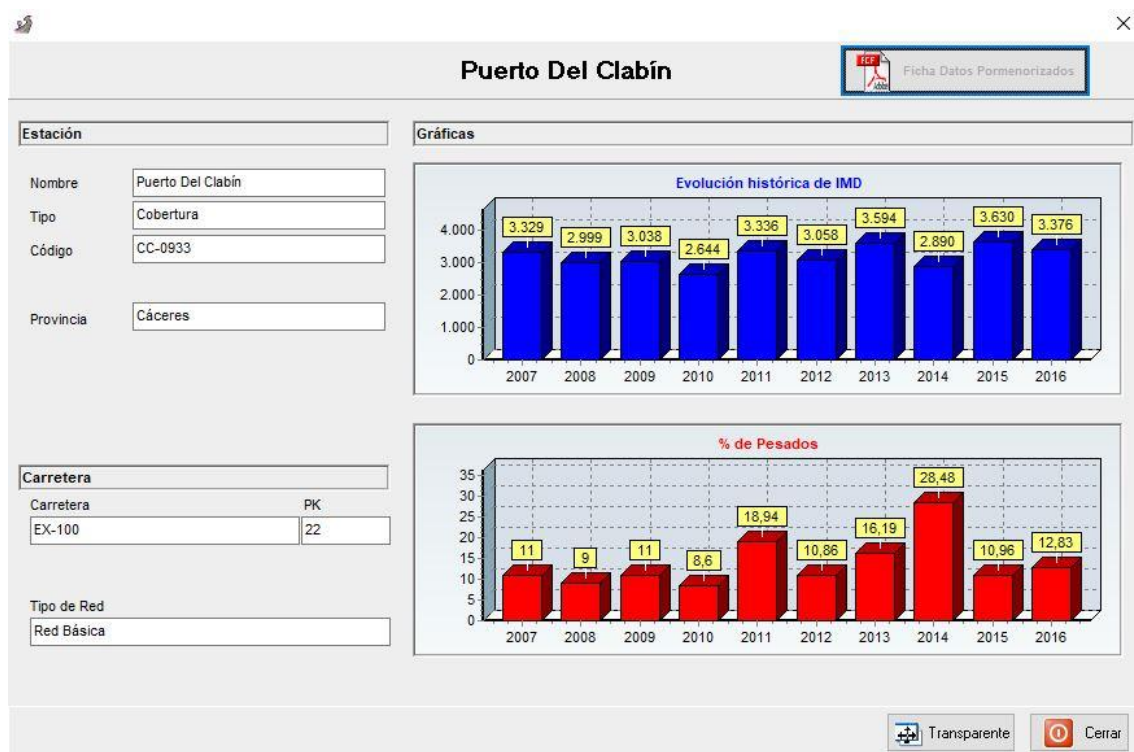 Puerto Del Clabín
FCF
Adobe
Ficha Datos Pormenorizados
Estación
Nombre
Puerto Del Clabín
Tipo
Cobertura
Código
CC-0933
Provincia
Cáceres
Carretera
Carretera
PK
EX-100
22
Tipo de Red
Red Básica
Gráficas
Evolución histórica de IMD
4.000
3.000
2.000
1.000
0
3.329
2.999
3.038
2.644
3.336
3.058
3.594
2.890
3.630
3.376
2007 2008 2009 2010 2011 2012 2013 2014 2015 2016
% de Pesados
35
30
25
20
15
10
5
0
11
9
11
8,6
18,94
10,86
16,19
28,48
10,96
12,83
2007 2008 2009 2010 2011 2012 2013 2014 2015 2016
Transparente
Cerrar